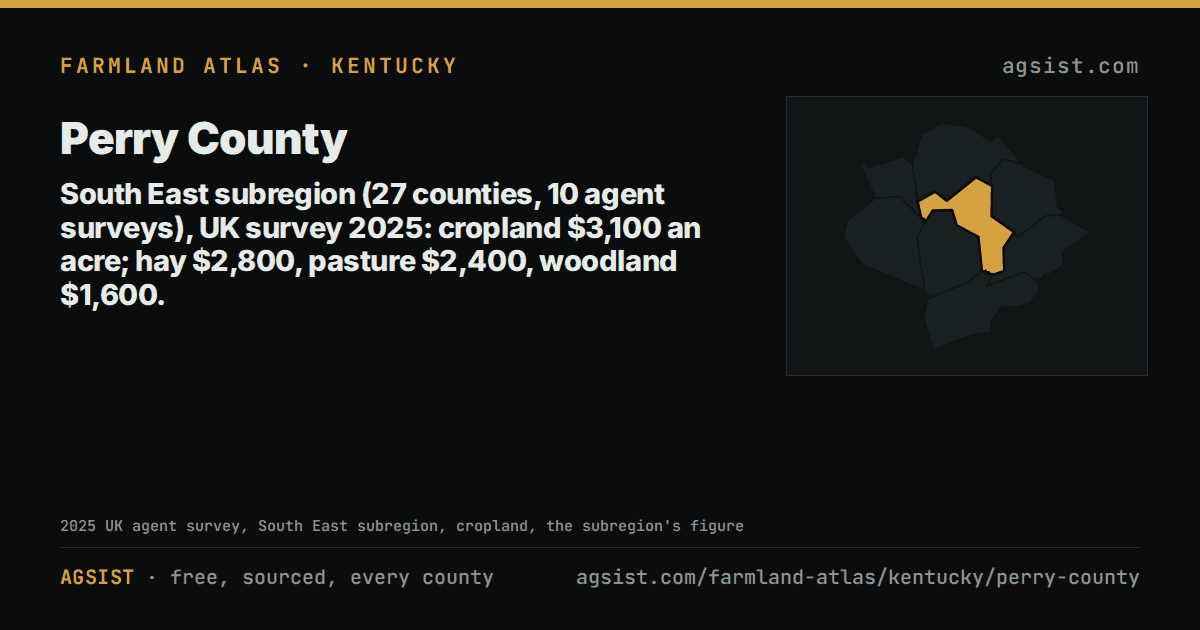 FARMLAND ATLAS · KENTUCKY
agsist.com
Perry County
South East subregion (27 counties, 10 agent
surveys), UK survey 2025: cropland $3,100 an
acre; hay $2,800, pasture $2,400, woodland
$1,600.
2025 UK agent survey, South East subregion, cropland, the subregion's figure
AGSIST · free, sourced, every county
agsist.com/farmland-atlas/kentucky/perry-county